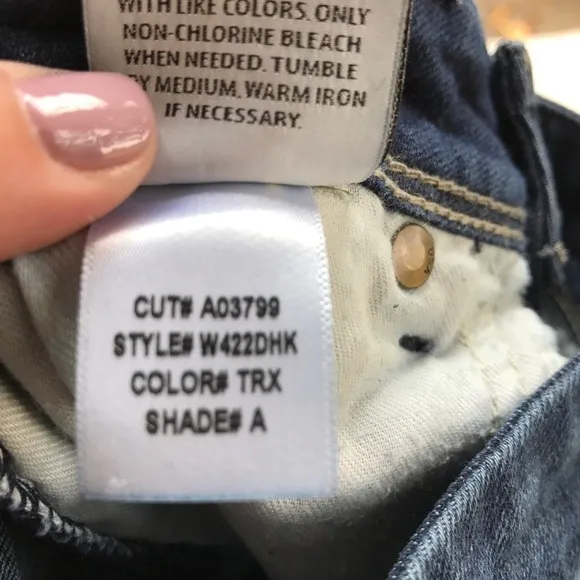 WITH LIKE COLORS. ONLY
NON-CHLORINE BLEACH
WHEN NEEDED. TUMBLE
DRY MEDIUM. WARM IRON
IF NECESSARY.
CUT# A03799
STYLE# W422DHK
COLOR# TRX
SHADE# A